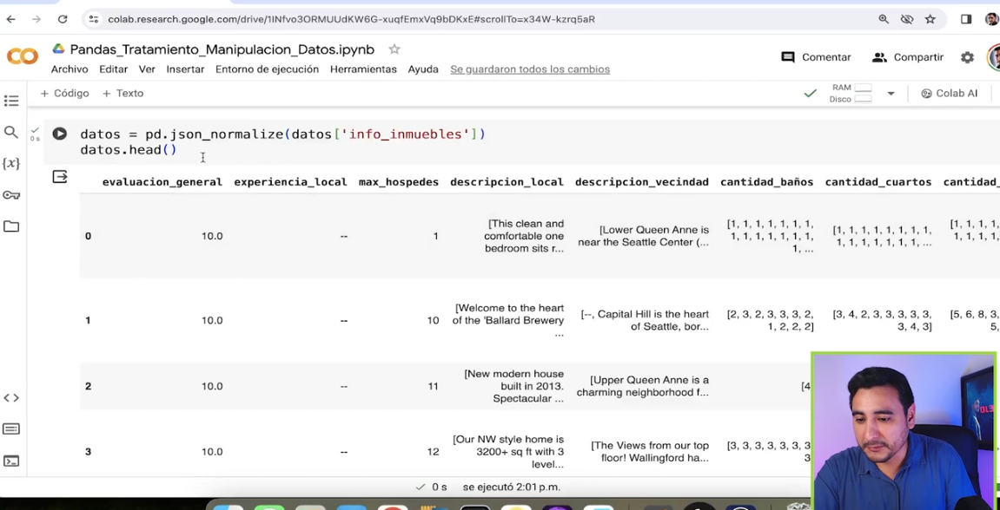 colab.research.google.com/drive/1INfvo3ORMUUdKW6G-xuqfEmxVq9bDKxE#scrollTo=x34W-kzrq5aR
Pandas_Tratamiento_Manipulacion_Datos.ipynb
Archivo Editar Ver Insertar Entorno de ejecución Herramientas Ayuda Se guardaron todos los cambios
Comentar
Compartir
+ Código + Texto
RAM
Disco
Colab AI
0 s
datos = pd.json_normalize(datos['info_inmuebles'])
datos.head()
evaluacion_general experiencia_local max_hospedes descripcion_local descripcion_vecindad cantidad_baños cantidad_cuartos cantidad_
0 10.0 -- 1
[This clean and
comfortable one
bedroom sits r...
[Lower Queen Anne is
near the Seattle Center (...
[1, 1, 1, 1, 1, 1, 1,
1, 1, 1, 1, 1, 1, 1,
1, ...
[1, 1, 1, 1, 1, 1, 1, 1,
1, 1, 1, 1, 1, 1, ...
[1, 1, 1, 1,
1, 1, 1, 1,
1 10.0 -- 10
[Welcome to the heart
of the 'Ballard Brewery
...
[--, Capital Hill is the heart
of Seattle, bor...
[2, 3, 2, 3, 3, 3, 2,
1, 2, 2, 2]
[3, 4, 2, 3, 3, 3, 3, 3,
3, 4, 3]
[5, 6, 8, 3,
5,
2 10.0 -- 11
[New modern house
built in 2013.
Spectacular ...
[Upper Queen Anne is a
charming neighborhood f...
[4
3 10.0 -- 12
[Our NW style home is
3200+ sq ft with 3
level...
[The Views from our top
floor! Wallingford ha...
[3, 3, 3, 3, 3, 3, 3,
3
0 s se ejecutó 2:01 p.m.